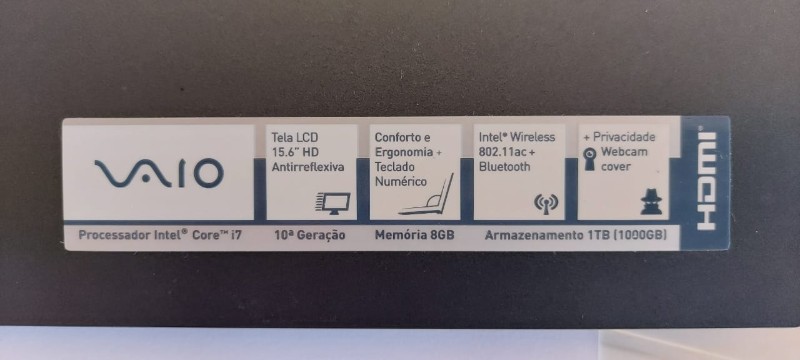 VAIO
Tela LCD
15.6" HD
Antirreflexiva
Conforto e
Ergonomia +
Teclado
Numérico
Intel® Wireless
802.11ac +
Bluetooth
+ Privacidade
Webcam
cover
HDMI®
Processador Intel® Core™ i7
10ª Geração
Memória 8GB
Armazenamento 1TB (1000GB)